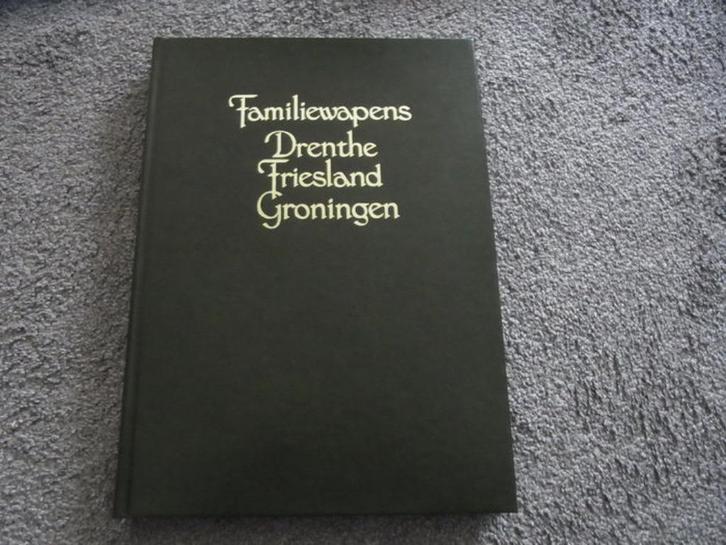 Familiewapens
Drenthe
Friesland
Groningen